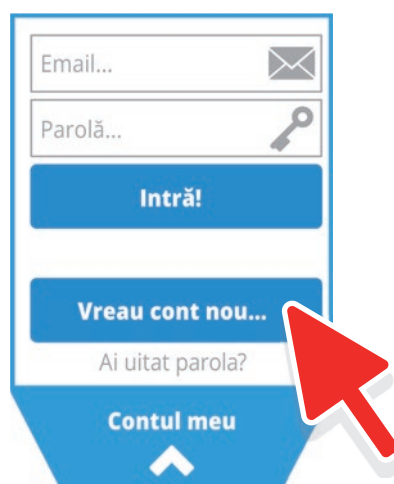 Email...
Parolă...
Intră!
Vreau cont nou...
Ai uitat parola?
Contul meu